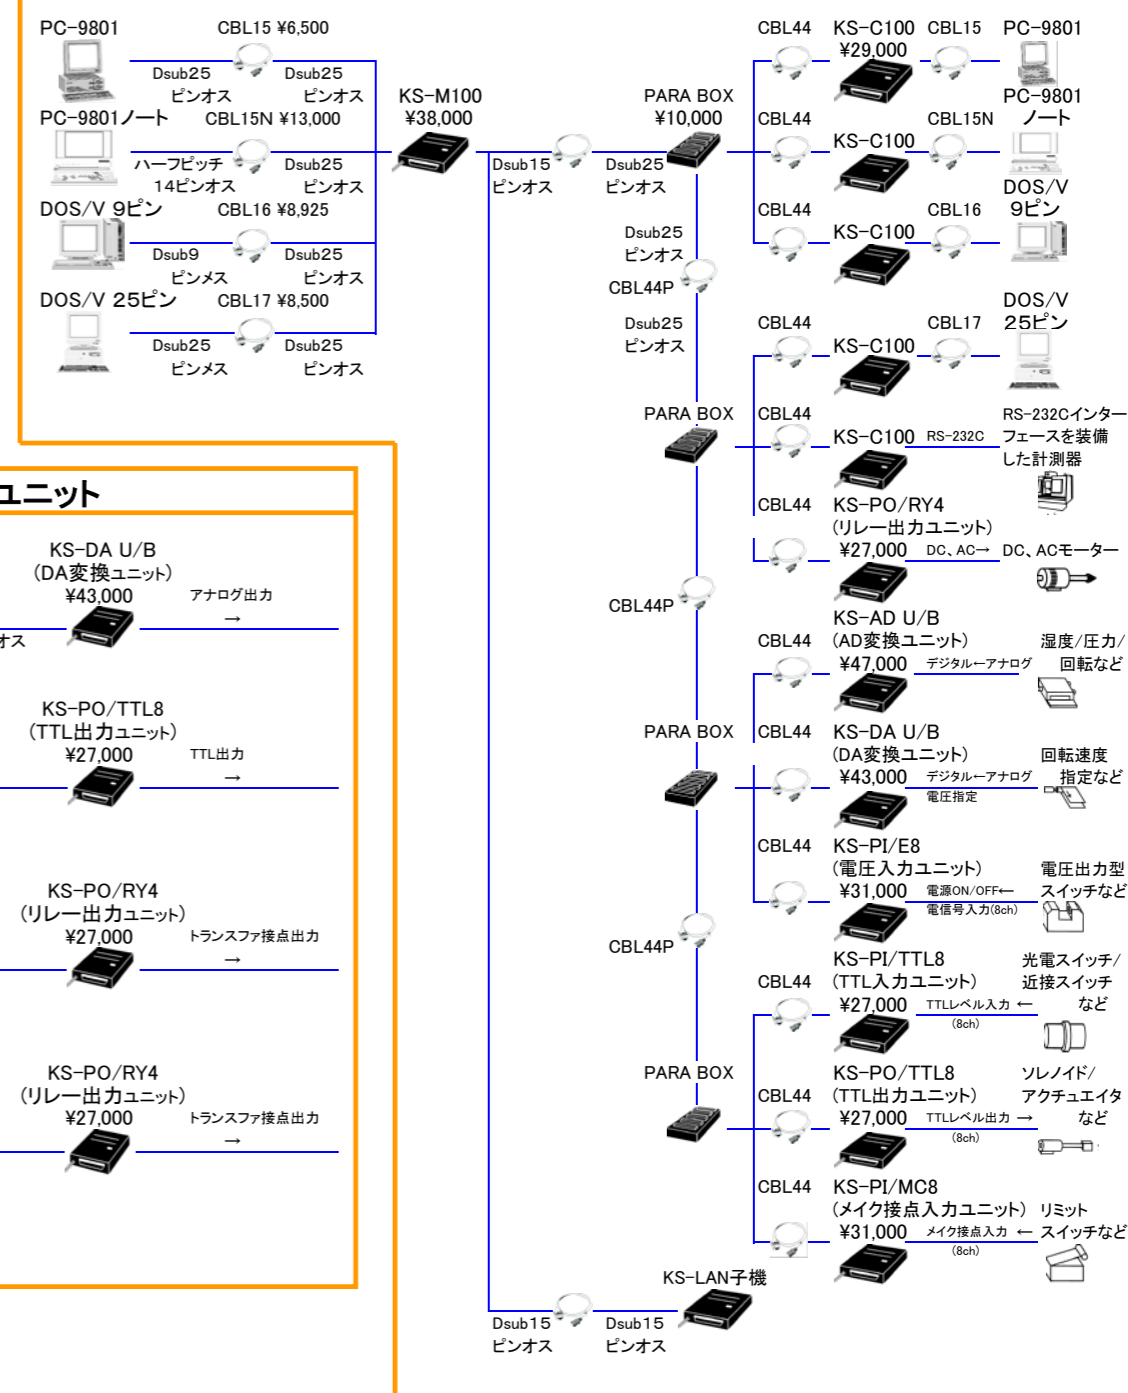 PC-9801
CBL15 ¥6,500
Dsub25
ピンオス
Dsub25
ピンオス
PC-9801ノート
CBL15N ¥13,000
ハーフピッチ
14ピンオス
Dsub25
ピンオス
DOS/V 9ピン
CBL16 ¥8,925
Dsub9
ピンメス
Dsub25
ピンオス
DOS/V 25ピン
CBL17 ¥8,500
Dsub25
ピンメス
Dsub25
ピンオス
KS-M100
¥38,000
Dsub15
ピンオス
Dsub25
ピンオス
PARA BOX
¥10,000
CBL44
KS-C100
¥29,000
CBL15
PC-9801
CBL44
KS-C100
CBL15N
PC-9801
ノート
CBL44
KS-C100
CBL16
DOS/V
9ピン
Dsub25
ピンオス
CBL44P
Dsub25
ピンオス
CBL44
KS-C100
CBL17
DOS/V
25ピン
PARA BOX
CBL44
KS-C100
RS-232C
RS-232Cインター
フェースを装備
した計測器
CBL44
KS-PO/RY4
(リレー出力ユニット)
¥27,000
DC、AC→
DC、ACモーター
CBL44P
CBL44
KS-AD U/B
(AD変換ユニット)
¥47,000
デジタル←アナログ
湿度/圧力/
回転など
PARA BOX
CBL44
KS-DA U/B
(DA変換ユニット)
¥43,000
デジタル←アナログ
電圧指定
回転速度
指定など
CBL44
KS-PI/E8
(電圧入力ユニット)
¥31,000
電源ON/OFF←
電信号入力(8ch)
電圧出力型
スイッチなど
CBL44P
CBL44
KS-PI/TTL8
(TTL入力ユニット)
¥27,000
TTLレベル入力 ←
(8ch)
光電スイッチ/
近接スイッチ
など
PARA BOX
CBL44
KS-PO/TTL8
(TTL出力ユニット)
¥27,000
TTLレベル出力 →
(8ch)
ソレノイド/
アクチュエイタ
など
CBL44
KS-PI/MC8
(メイク接点入力ユニット)
¥31,000
メイク接点入力 ←
(8ch)
リミット
スイッチなど
KS-LAN子機
Dsub15
ピンオス
Dsub15
ピンオス
ユニット
KS-DA U/B
(DA変換ユニット)
¥43,000
アナログ出力
→
オス
KS-PO/TTL8
(TTL出力ユニット)
¥27,000
TTL出力
→
KS-PO/RY4
(リレー出力ユニット)
¥27,000
トランスファ接点出力
→
KS-PO/RY4
(リレー出力ユニット)
¥27,000
トランスファ接点出力
→